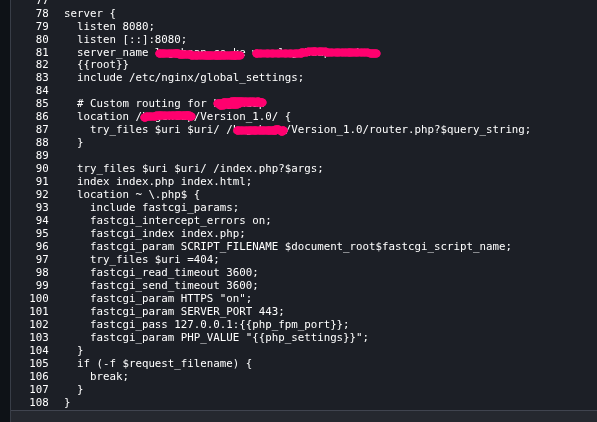 77
78 server {
79 listen 8080;
80 listen [::]:8080;
81 server_name
82 {{root}}
83 include /etc/nginx/global_settings;
84
85 # Custom routing for
86 location / /Version_1.0/ {
87 try_files $uri $uri/ / /Version_1.0/router.php?$query_string;
88 }
89
90 try_files $uri $uri/ /index.php?$args;
91 index index.php index.html;
92 location ~ \.php$ {
93 include fastcgi_params;
94 fastcgi_intercept_errors on;
95 fastcgi_index index.php;
96 fastcgi_param SCRIPT_FILENAME $document_root$fastcgi_script_name;
97 try_files $uri =404;
98 fastcgi_read_timeout 3600;
99 fastcgi_send_timeout 3600;
100 fastcgi_param HTTPS "on";
101 fastcgi_param SERVER_PORT 443;
102 fastcgi_pass 127.0.0.1:{{php_fpm_port}};
103 fastcgi_param PHP_VALUE "{{php_settings}}";
104 }
105 if (-f $request_filename) {
106 break;
107 }
108 }